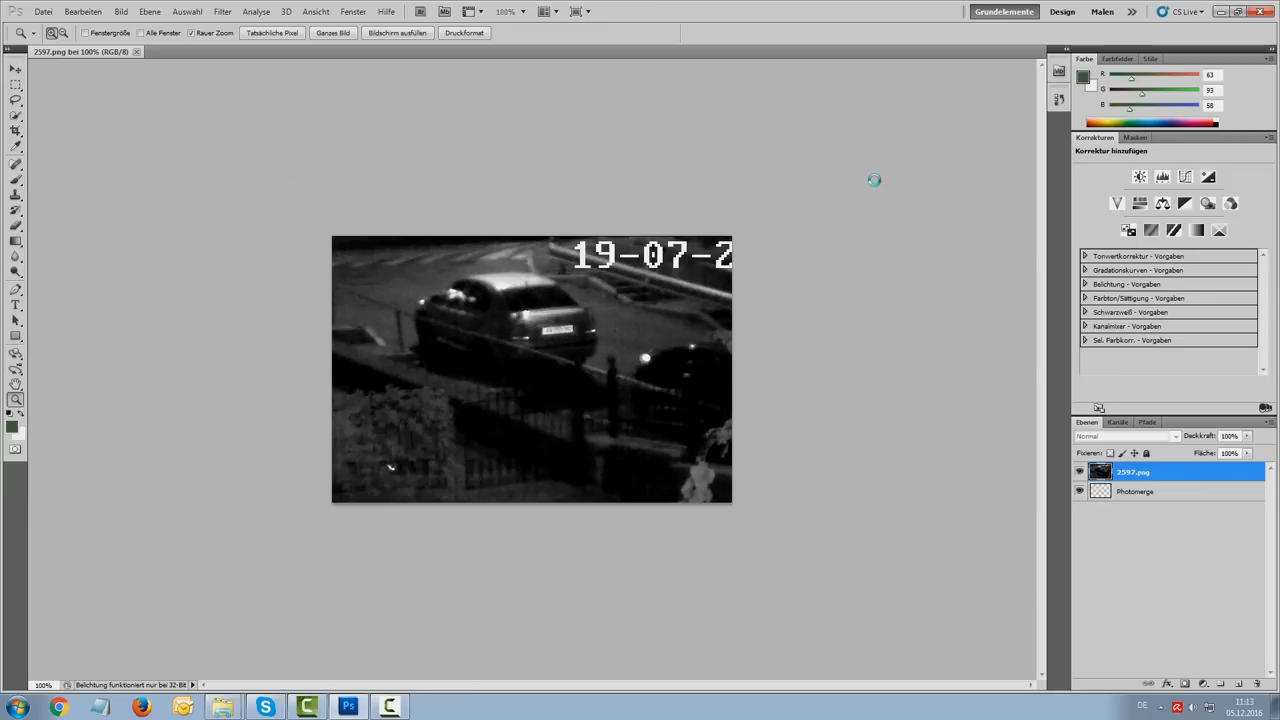 Ps Datei Bearbeiten Bild Ebene Auswahl Filter Analyse 3D Ansicht Fenster Hilfe Br Mb 100% Grundelemente Design Malen CS Live
Fenstergröße Alle Fenster Rauer Zoom Tatsächliche Pixel Ganzes Bild Bildschirm ausfüllen Druckformat
2597.png bei 100% (RGB/8)
Farbe Farbfelder Stile
R 63
G 93
B 58
Korrekturen Masken
Korrektur hinzufügen
19-07-2
Tonwertkorrektur - Vorgaben
Gradationskurven - Vorgaben
Belichtung - Vorgaben
Farbton/Sättigung - Vorgaben
Schwarzweiß - Vorgaben
Kanalmixer - Vorgaben
Sel. Farbkorr. - Vorgaben
Ebenen Kanäle Pfade
Normal Deckkraft: 100%
Fixieren: Fläche: 100%
2597.png
Photomerge
100% Belichtung funktioniert nur bei 32-Bit
DE 11:13
05.12.2016